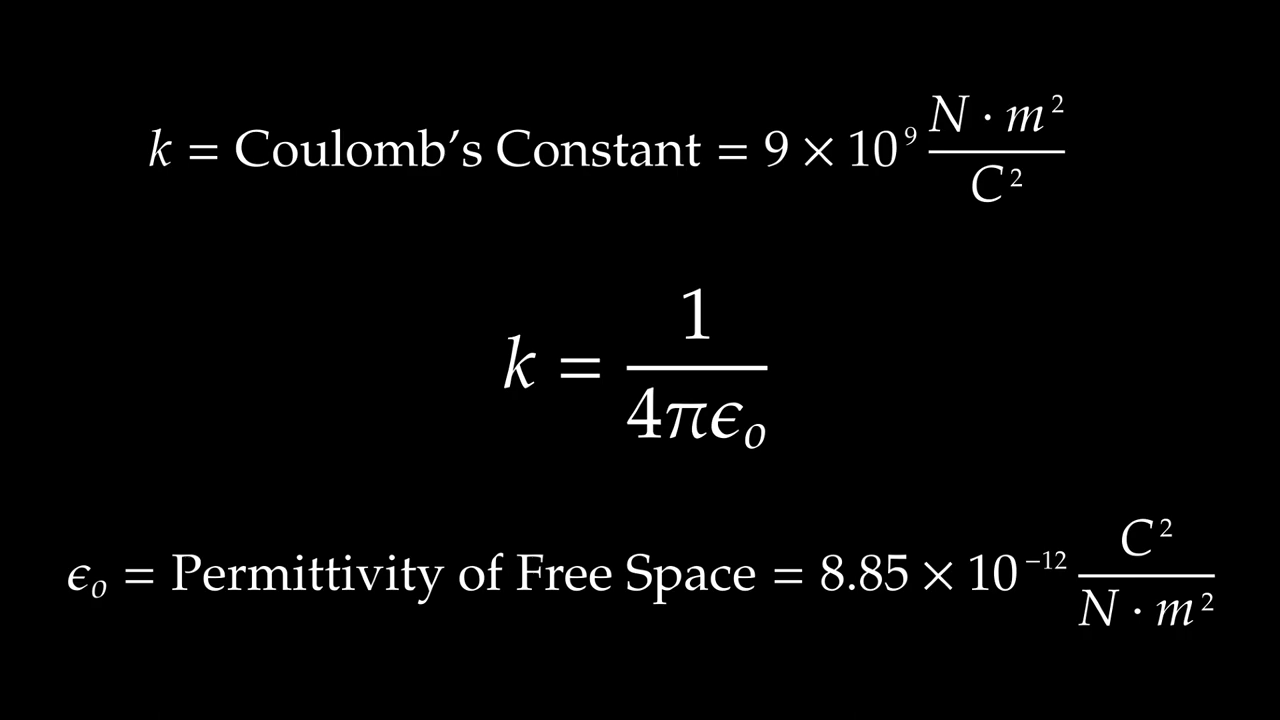 k = Coulomb's Constant = 9 × 10⁹ N · m² / C²
k = 1 / 4πϵₒ
ϵₒ = Permittivity of Free Space = 8.85 × 10⁻¹² C² / N · m²